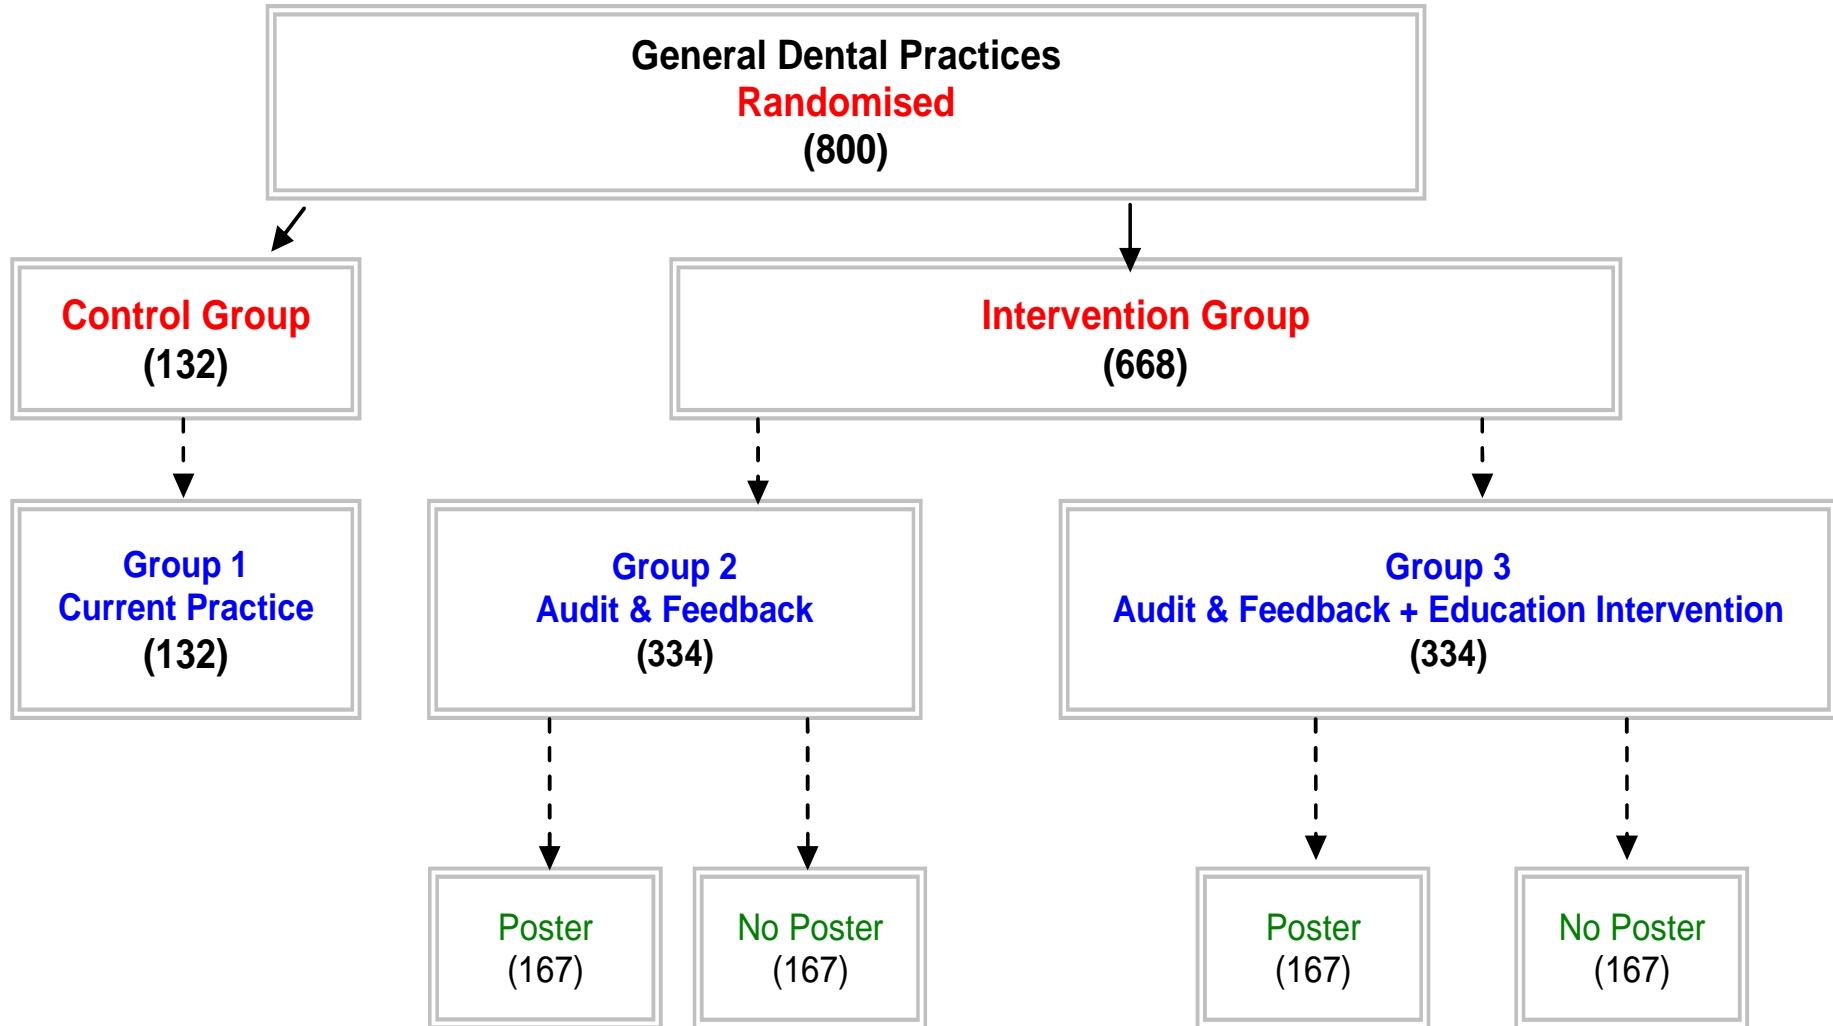 General Dental Practices
Randomised
(800)
Control Group
(132)
Intervention Group
(668)
Group 1
Current Practice
(132)
Group 2
Audit & Feedback
(334)
Group 3
Audit & Feedback + Education Intervention
(334)
Poster
(167)
No Poster
(167)
Poster
(167)
No Poster
(167)